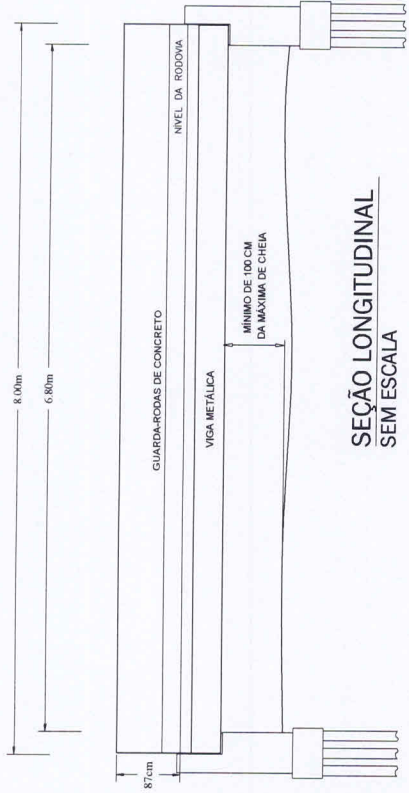 8.00m
6.80m
GUARDA-RODAS DE CONCRETO
NÍVEL DA RODOVIA
87cm
VIGA METÁLICA
MÍNIMO DE 100 CM
DA MÁXIMA DE CHEIA
SEÇÃO LONGITUDINAL
SEM ESCALA